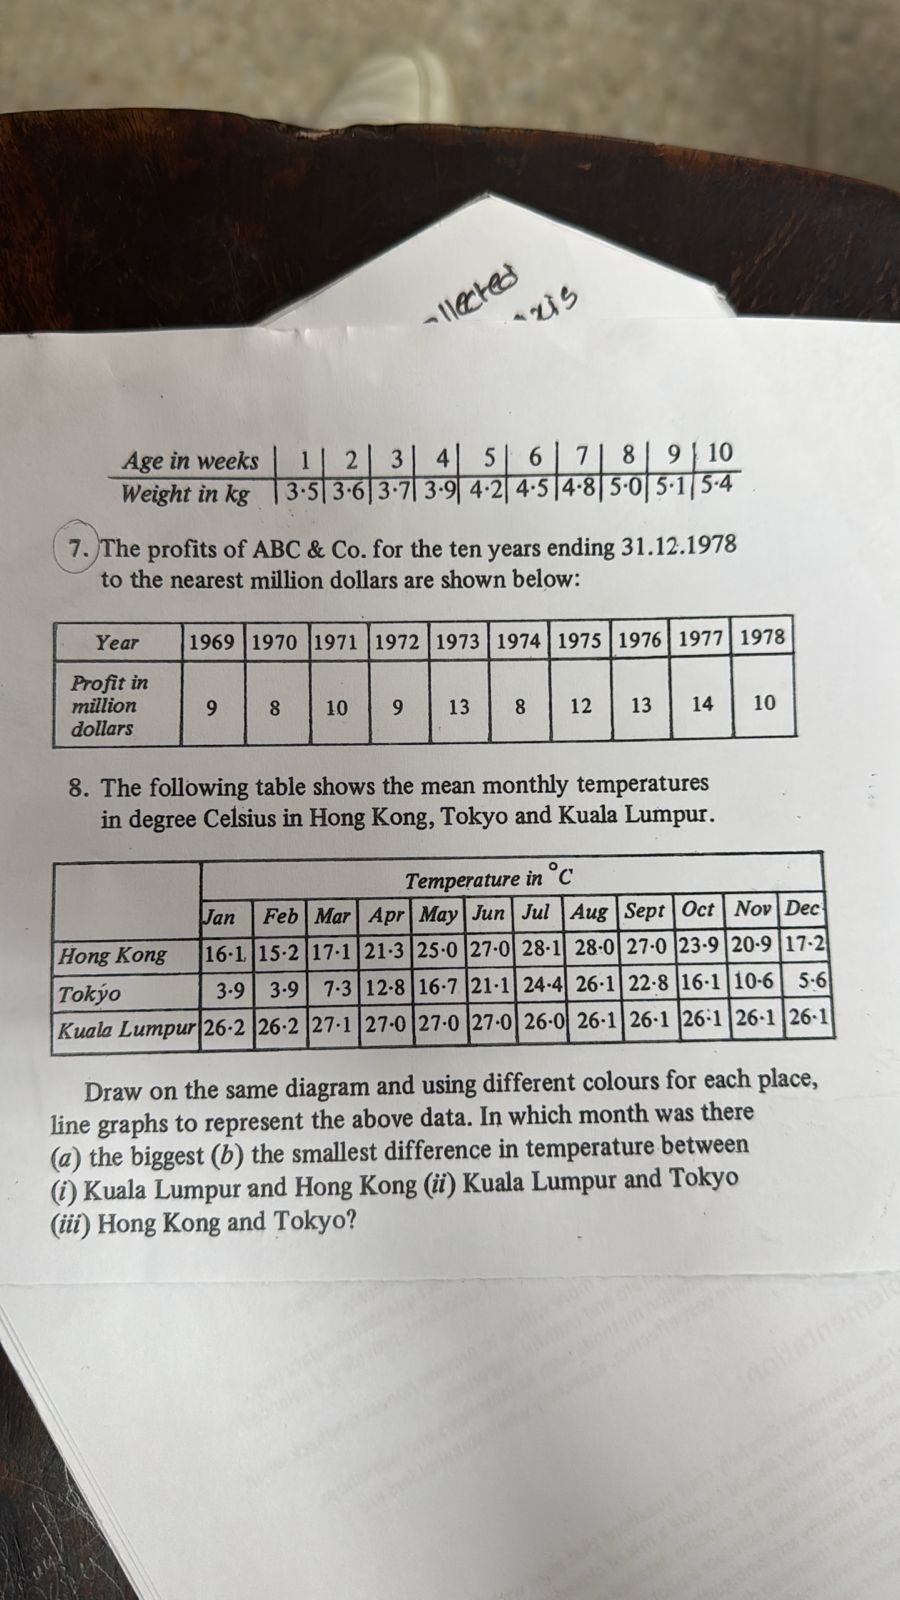 axis
Age in weeks 1 2 3 4 5 6 7 8 9 10
Weight in kg 3·5 3·6 3·7 3·9 4·2 4·5 4·8 5·0 5·1 5·4
7. The profits of ABC & Co. for the ten years ending 31.12.1978
to the nearest million dollars are shown below:
Year 1969 1970 1971 1972 1973 1974 1975 1976 1977 1978
Profit in
million
dollars
9 8 10 9 13 8 12 13 14 10
8. The following table shows the mean monthly temperatures
in degree Celsius in Hong Kong, Tokyo and Kuala Lumpur.
Temperature in °C
Jan Feb Mar Apr May Jun Jul Aug Sept Oct Nov Dec
Hong Kong 16·1 15·2 17·1 21·3 25·0 27·0 28·1 28·0 27·0 23·9 20·9 17·2
Tokyo 3·9 3·9 7·3 12·8 16·7 21·1 24·4 26·1 22·8 16·1 10·6 5·6
Kuala Lumpur 26·2 26·2 27·1 27·0 27·0 27·0 26·0 26·1 26·1 26·1 26·1 26·1
Draw on the same diagram and using different colours for each place,
line graphs to represent the above data. In which month was there
(a) the biggest (b) the smallest difference in temperature between
(i) Kuala Lumpur and Hong Kong (ii) Kuala Lumpur and Tokyo
(iii) Hong Kong and Tokyo?